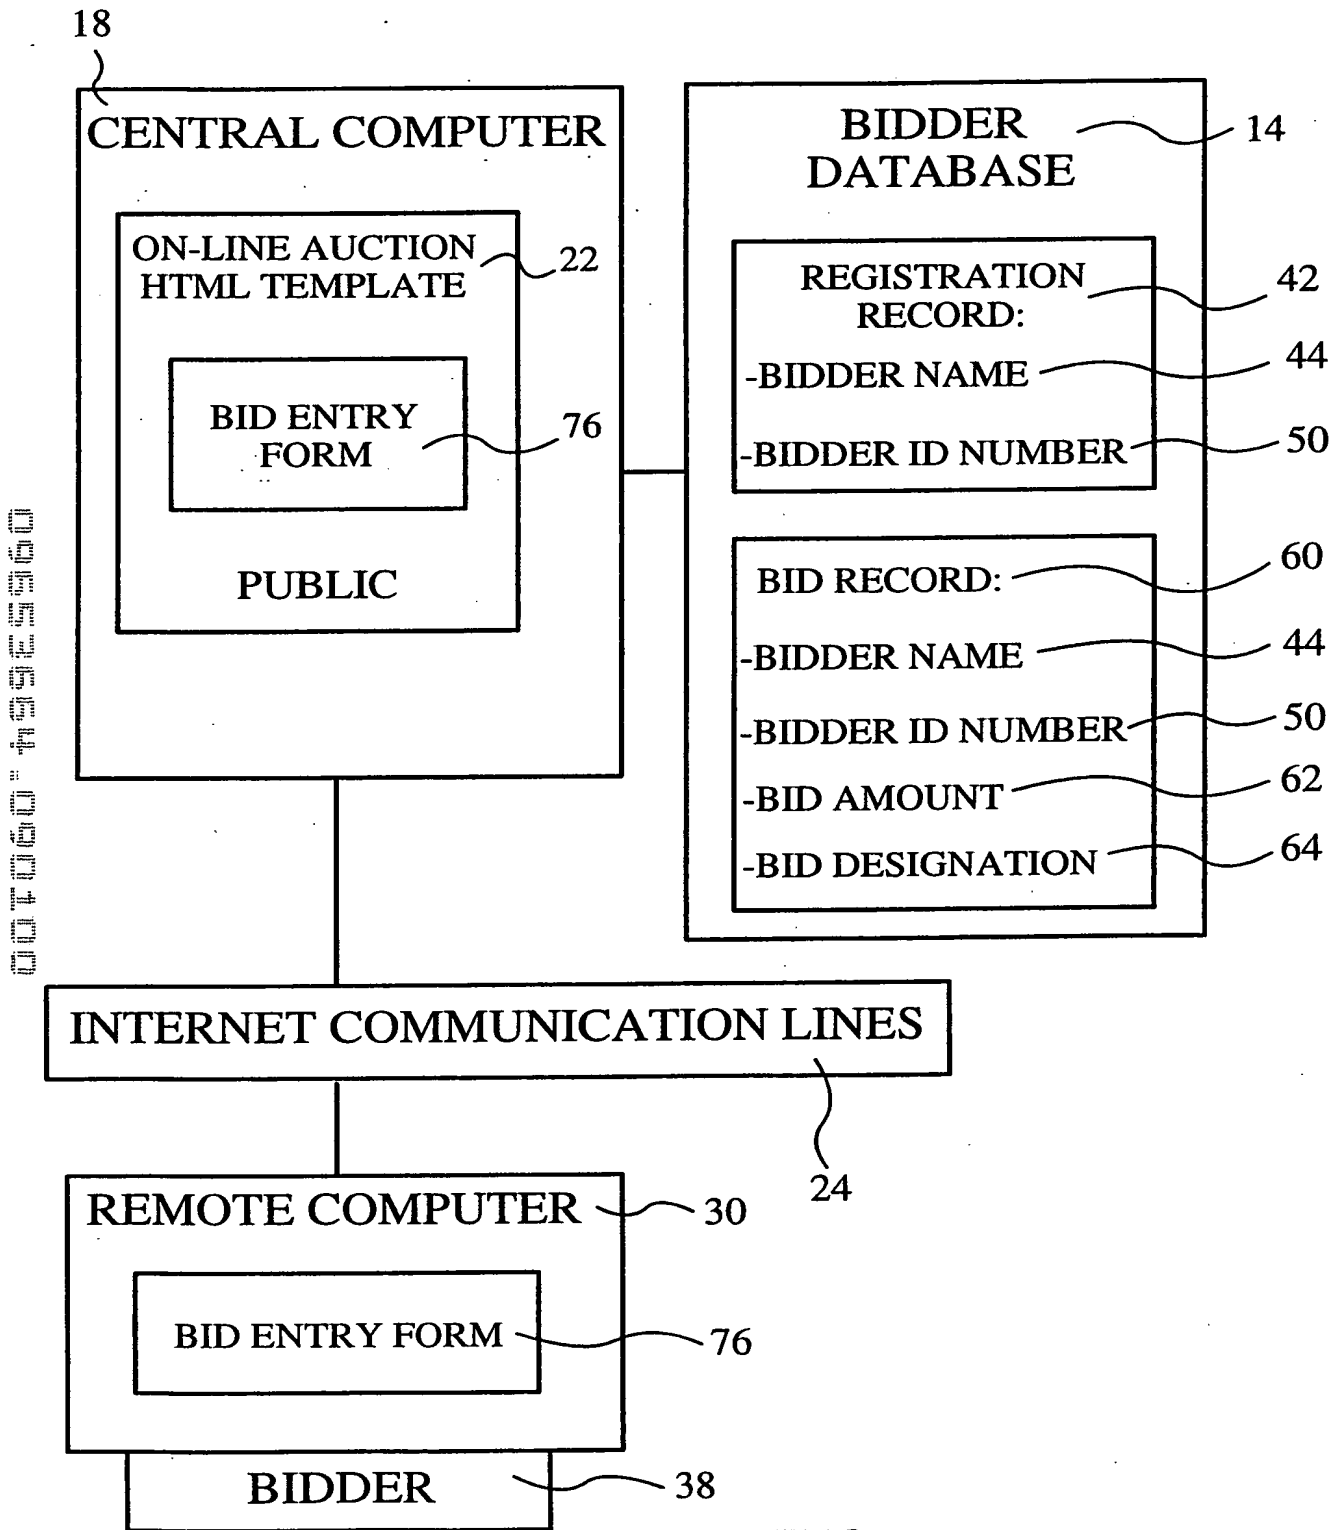 18
CENTRAL COMPUTER
ON-LINE AUCTION
HTML TEMPLATE
22
BID ENTRY
FORM
76
PUBLIC
BIDDER
DATABASE
14
REGISTRATION
RECORD:
42
-BIDDER NAME
44
-BIDDER ID NUMBER
50
BID RECORD:
60
-BIDDER NAME
44
-BIDDER ID NUMBER
50
-BID AMOUNT
62
-BID DESIGNATION
64
09553664.090100
INTERNET COMMUNICATION LINES
24
REMOTE COMPUTER
30
BID ENTRY FORM
76
BIDDER
38